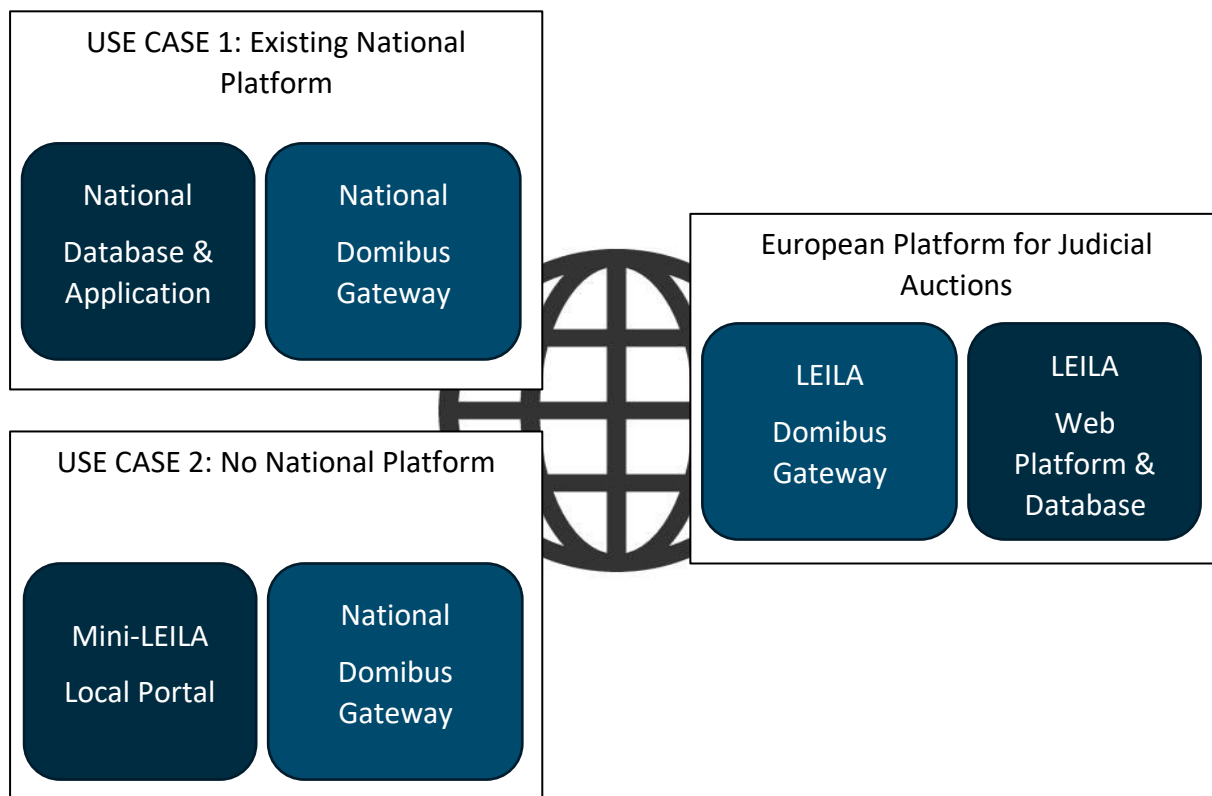 USE CASE 1: Existing National
Platform
National
Database &
Application
National
Domibus
Gateway
European Platform for Judicial
Auctions
LEILA
Domibus
Gateway
LEILA
Web
Platform &
Database
USE CASE 2: No National Platform
Mini-LEILA
Local Portal
National
Domibus
Gateway